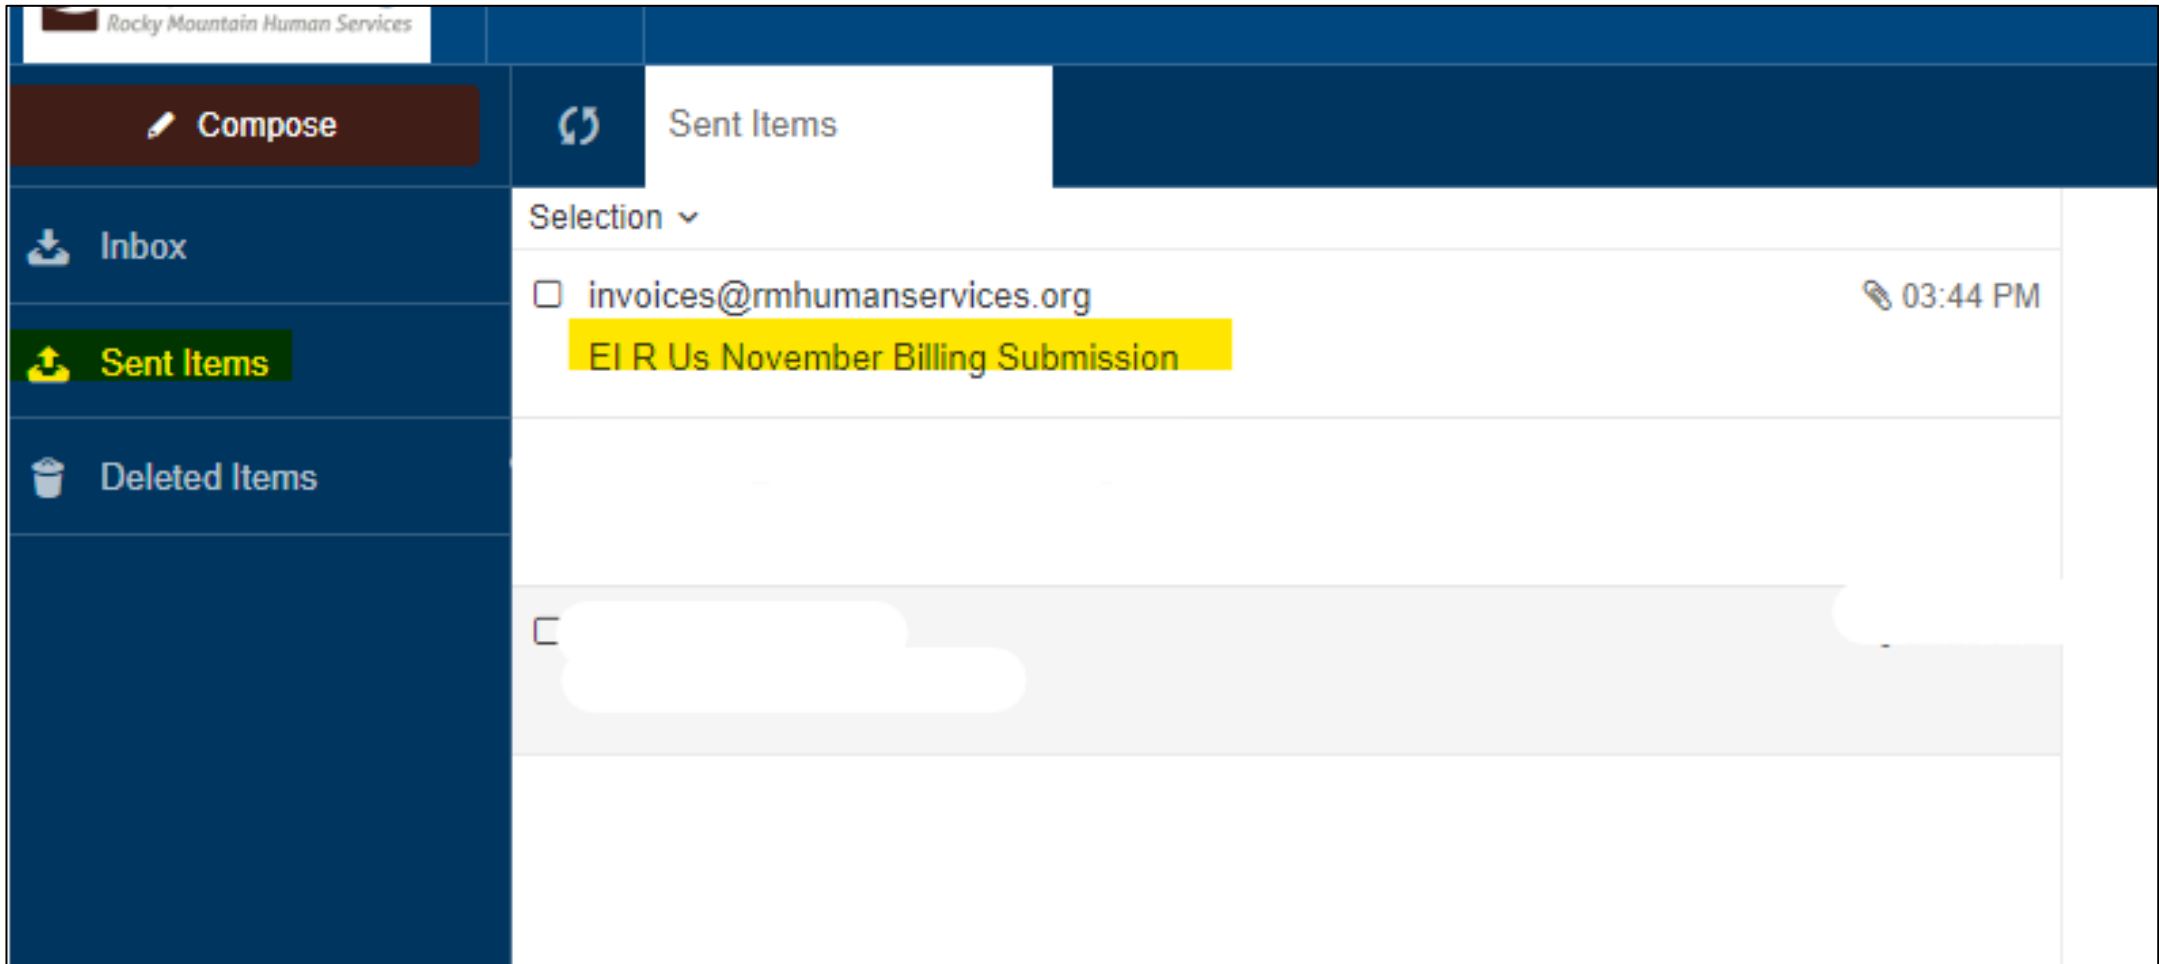 Rocky Mountain Human Services
Compose
Sent Items
Selection
Inbox
invoices@rmhumanservices.org
03:44 PM
EI R Us November Billing Submission
Sent Items
Deleted Items